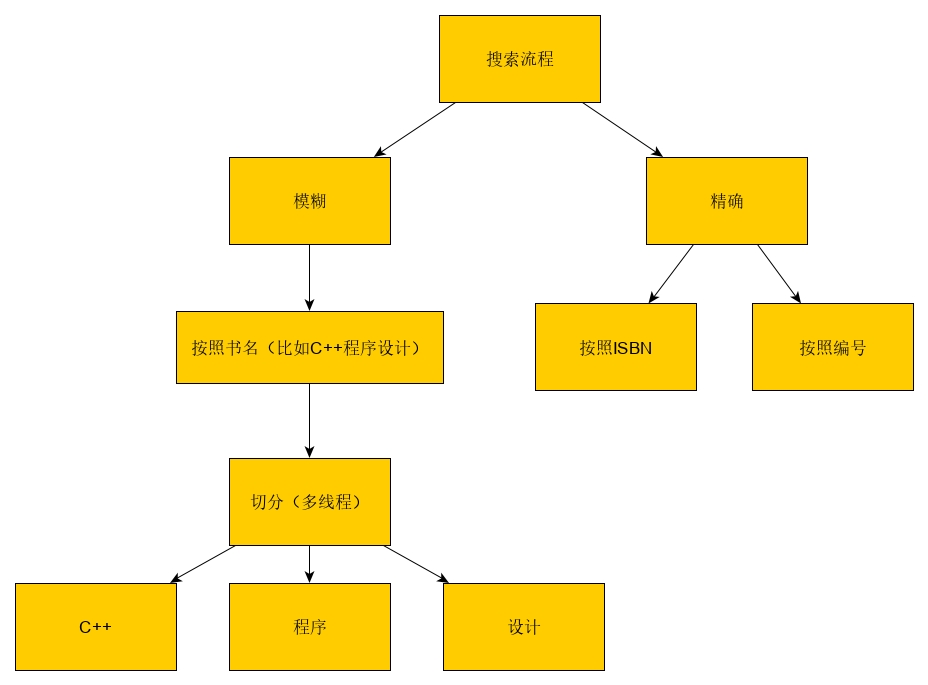 搜索流程
模糊
精确
按照书名（比如C++程序设计）
按照ISBN
按照编号
切分（多线程）
C++
程序
设计